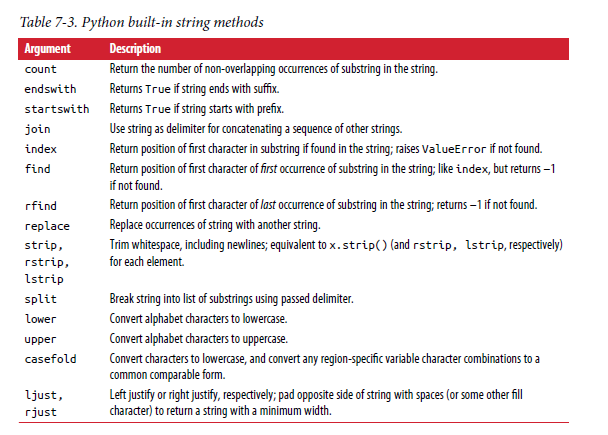 Table 7-3. Python built-in string methods
Argument Description
count Return the number of non-overlapping occurrences of substring in the string.
endswith Returns True if string ends with suffix.
startswith Returns True if string starts with prefix.
join Use string as delimiter for concatenating a sequence of other strings.
index Return position of first character in substring if found in the string; raises ValueError if not found.
find Return position of first character of first occurrence of substring in the string; like index, but returns –1
if not found.
rfind Return position of first character of last occurrence of substring in the string; returns –1 if not found.
replace Replace occurrences of string with another string.
strip, Trim whitespace, including newlines; equivalent to x.strip() (and rstrip, lstrip, respectively)
rstrip, for each element.
lstrip
split Break string into list of substrings using passed delimiter.
lower Convert alphabet characters to lowercase.
upper Convert alphabet characters to uppercase.
casefold Convert characters to lowercase, and convert any region-specific variable character combinations to a
common comparable form.
ljust, Left justify or right justify, respectively; pad opposite side of string with spaces (or some other fill
rjust character) to return a string with a minimum width.